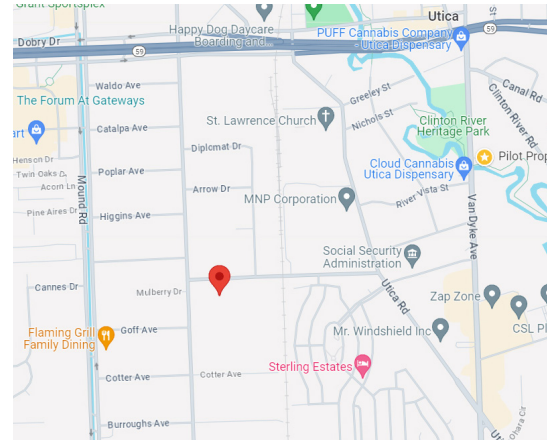 Grant Sportsplex
Utica
St
Happy Dog Daycare
Boarding and...
PUFF Cannabis Company
- Utica Dispensary
59
Dobry Dr
59
Waldo Ave
Greeley St
Canal Rd
The Forum At Gateways
St. Lawrence Church
Nichols St
Clinton
River
Heritage Park
Clinton River Rd
art
Catalpa Ave
Diplomat Dr
Henson Dr
Twin Oaks
Acorn Ln
Poplar Ave
Cloud Cannabis
Utica Dispensary
Pilot Prop
Arrow Dr
MNP Corporation
River Vista St
Pine Aires Dr
Mound Rd
Higgins Ave
Van Dyke Ave
Social Security
Administration
Cannes Dr
Mulberry Dr
Utica Rd
Zap Zone
Flaming Grill
Family Dining
Goff Ave
Mr. Windshield Inc
CSL Pl
Sterling Estates
Cotter Ave
Cotter Ave
Burroughs Ave
Ut
Ohara Cir